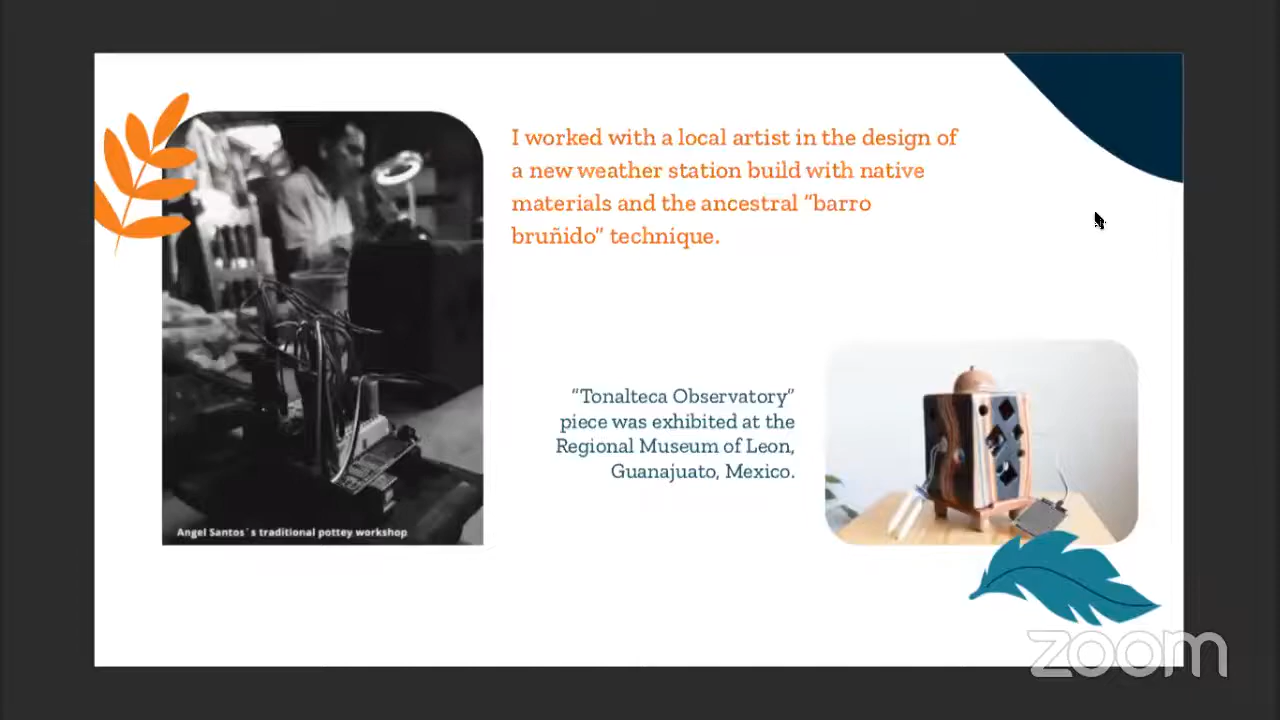 I worked with a local artist in the design of
a new weather station build with native
materials and the ancestral "barro
bruñido" technique.
"Tonalteca Observatory"
piece was exhibited at the
Regional Museum of Leon,
Guanajuato, Mexico.
Angel Santos´s traditional pottey workshop
zoom